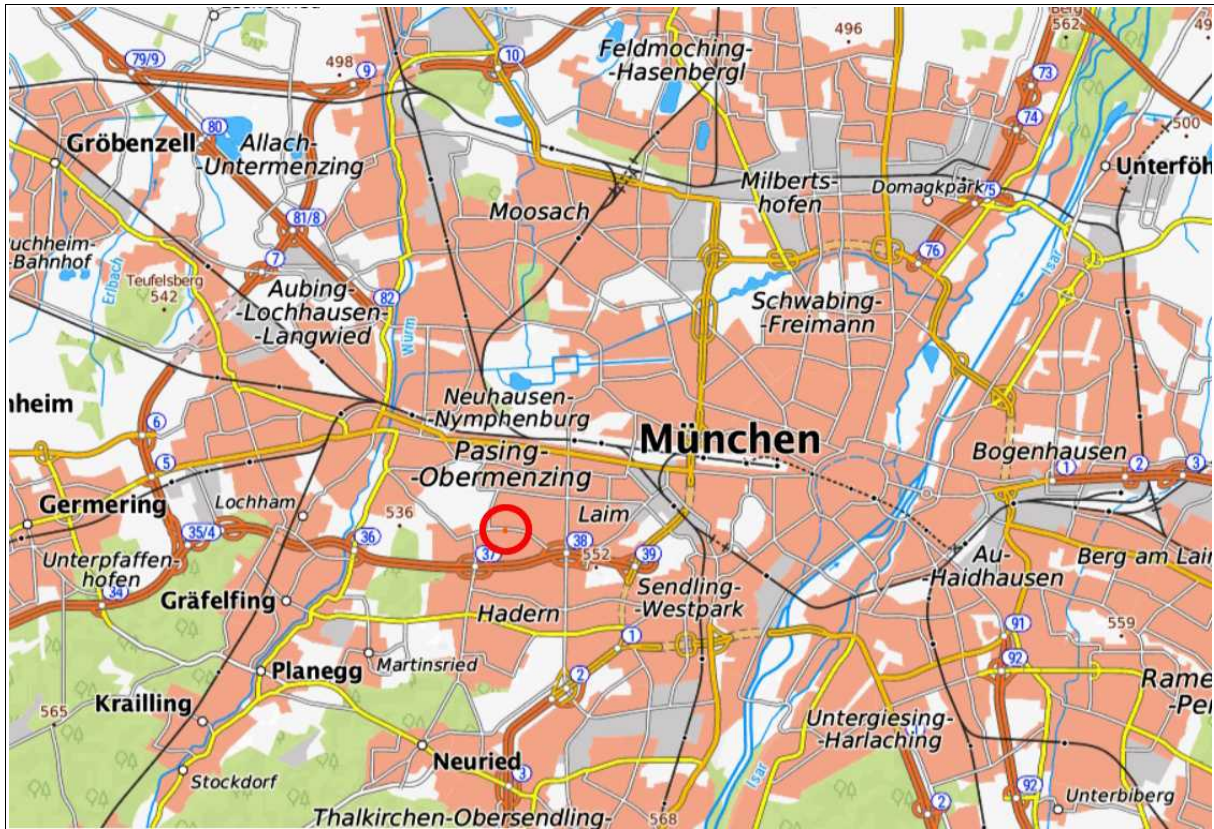 496
Berg
562
Feldmoching-
-Hasenbergl
79/9
498
9
10
73
74
80
500
Gröbenzell
Allach-
-Untermenzing
Unterföh
Milberts-
hofen
Domagkpark
/5
Moosach
81/8
76
Isar
7
-Bahnhof
Erlbach
Teufelsberg
542
Aubing-
-Lochhausen-
-Langwied
82
Würm
Schwabing-
-Freimann
nheim
Neuhausen-
-Nymphenburg
6
München
Pasing-
-Obermenzing
Bogenhausen
5
1
2
3
Germering
Lochham
536
Laim
35/4
36
37
38
552
39
Unterpfaffen-
hofen
Au-
-Haidhausen
Berg am Lai
34
Gräfelfing
Hadern
Sendling-
-Westpark
559
1
91
Martinsried
Planegg
92
2
Rame
-Pe
Krailling
565
Untergiesing-
-Harlaching
Neuried
Stockdorf
3
Isar
92
2
Unterbiberg
Thalkirchen-Obersendling-
568